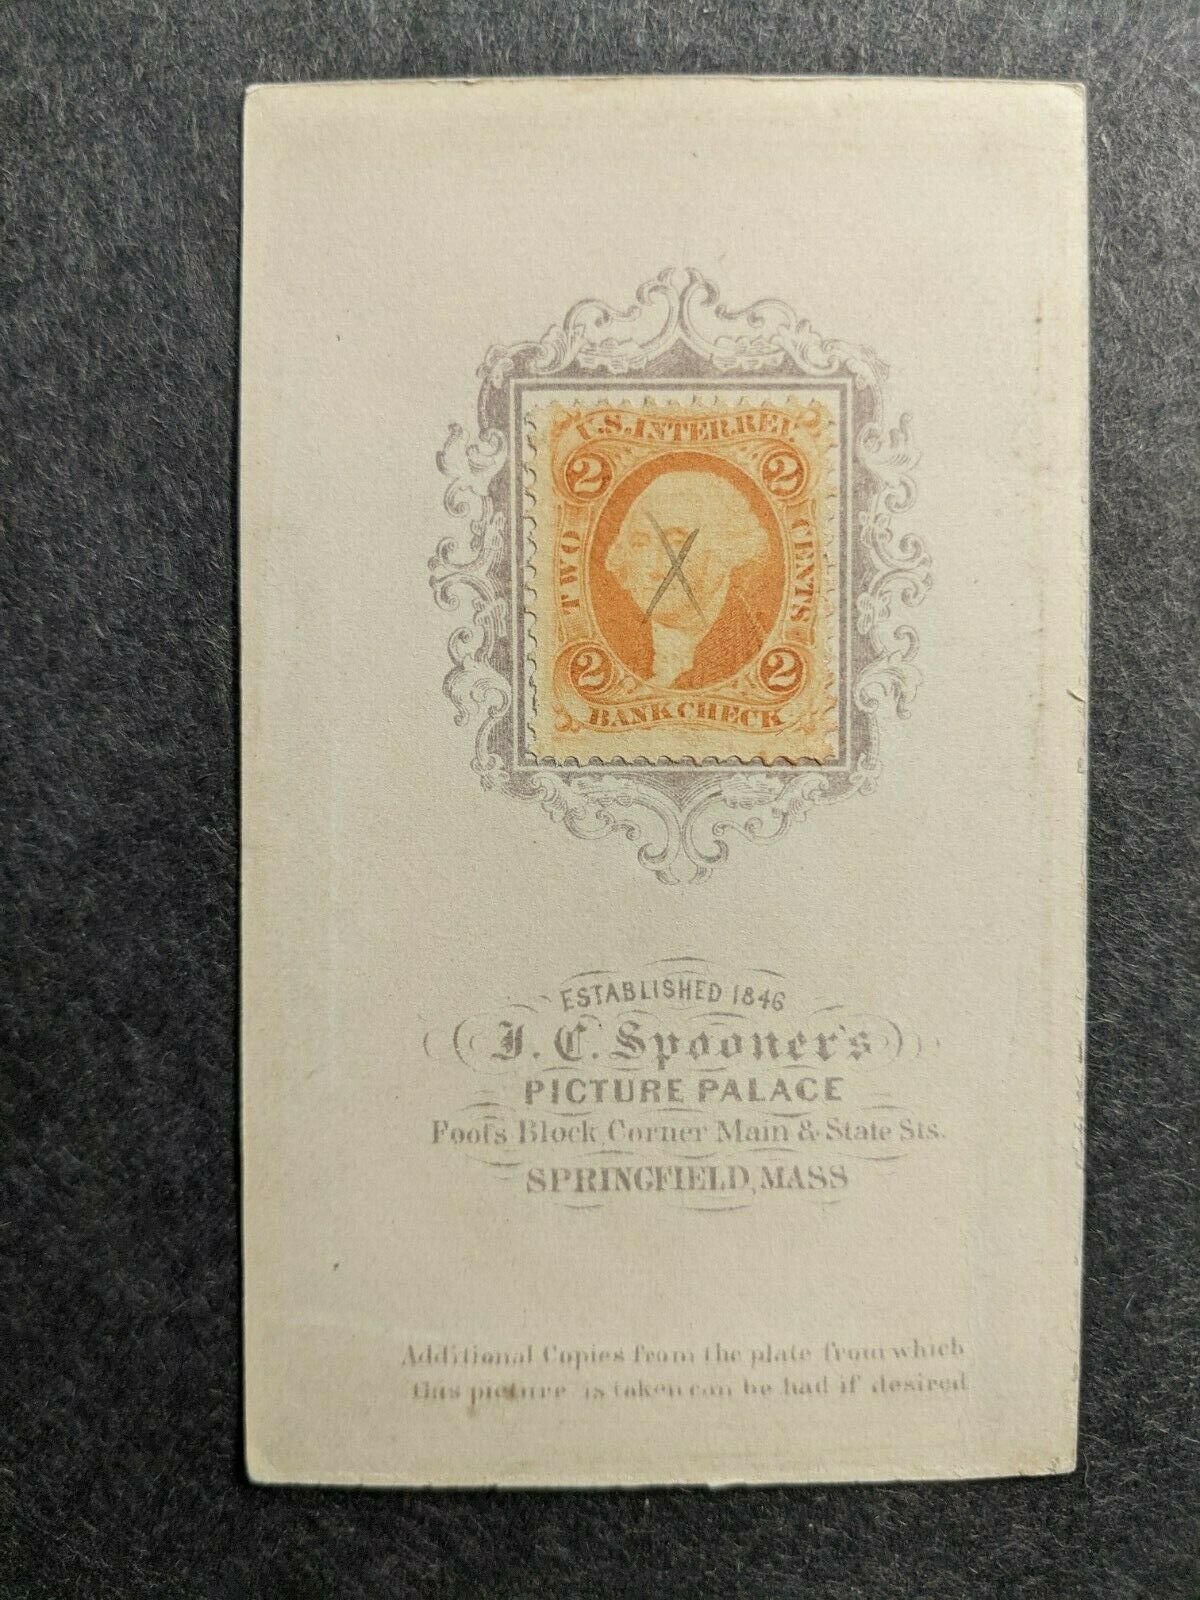 U.S. INTER. REV.
2 2
TWO CENTS
X
2 2
BANK CHECK
ESTABLISHED 1846
J. C. Spooner's
PICTURE PALACE
Foot's Block, Corner Main & State Sts.
SPRINGFIELD, MASS
Additional Copies from the plate from which
this picture is taken can be had if desired